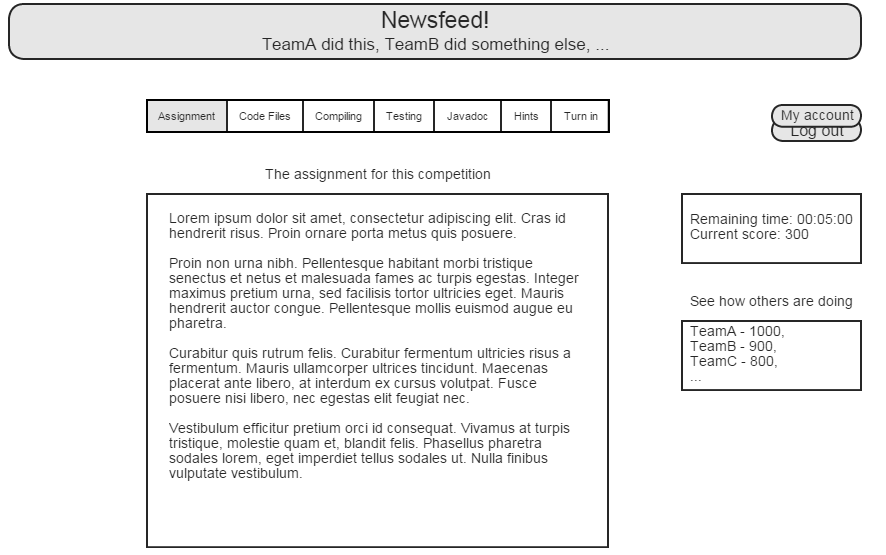 Newsfeed!
TeamA did this, TeamB did something else, ...
Assignment
Code Files
Compiling
Testing
Javadoc
Hints
Turn in
My account
Log out
The assignment for this competition
Lorem ipsum dolor sit amet, consectetur adipiscing elit. Cras id
hendrerit risus. Proin ornare porta metus quis posuere.
Proin non urna nibh. Pellentesque habitant morbi tristique
senectus et netus et malesuada fames ac turpis egestas. Integer
maximus pretium urna, sed facilisis tortor ultricies eget. Mauris
hendrerit auctor congue. Pellentesque mollis euismod augue eu
pharetra.
Curabitur quis rutrum felis. Curabitur fermentum ultricies risus a
fermentum. Mauris ullamcorper ultrices tincidunt. Maecenas
placerat ante libero, at interdum ex cursus volutpat. Fusce
posuere nisi libero, nec egestas elit feugiat nec.
Vestibulum efficitur pretium orci id consequat. Vivamus at turpis
tristique, molestie quam et, blandit felis. Phasellus pharetra
sodales lorem, eget imperdiet tellus sodales ut. Nulla finibus
vulputate vestibulum.
Remaining time: 00:05:00
Current score: 300
See how others are doing
TeamA - 1000,
TeamB - 900,
TeamC - 800,
...